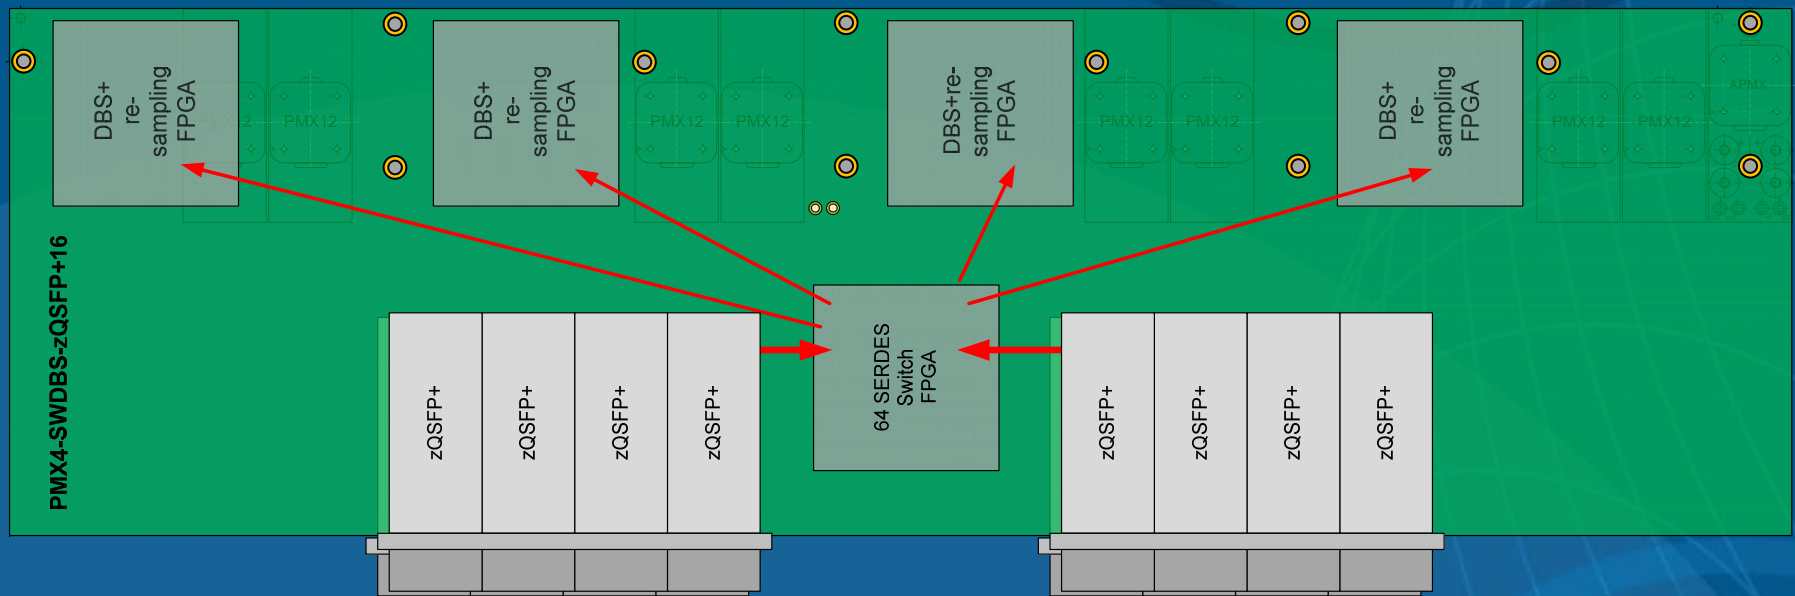 DBS+
re-
sampling
FPGA
PMX12
PMX12
DBS+
re-
sampling
FPGA
PMX12
PMX12
DBS+re-
sampling
FPGA
PMX12
PMX12
DBS+
re-
sampling
FPGA
PMX12
PMX12
APMX
PMX4-SWDBS-zQSFP+16
zQSFP+
zQSFP+
zQSFP+
zQSFP+
64 SERDES
Switch
FPGA
zQSFP+
zQSFP+
zQSFP+
zQSFP+